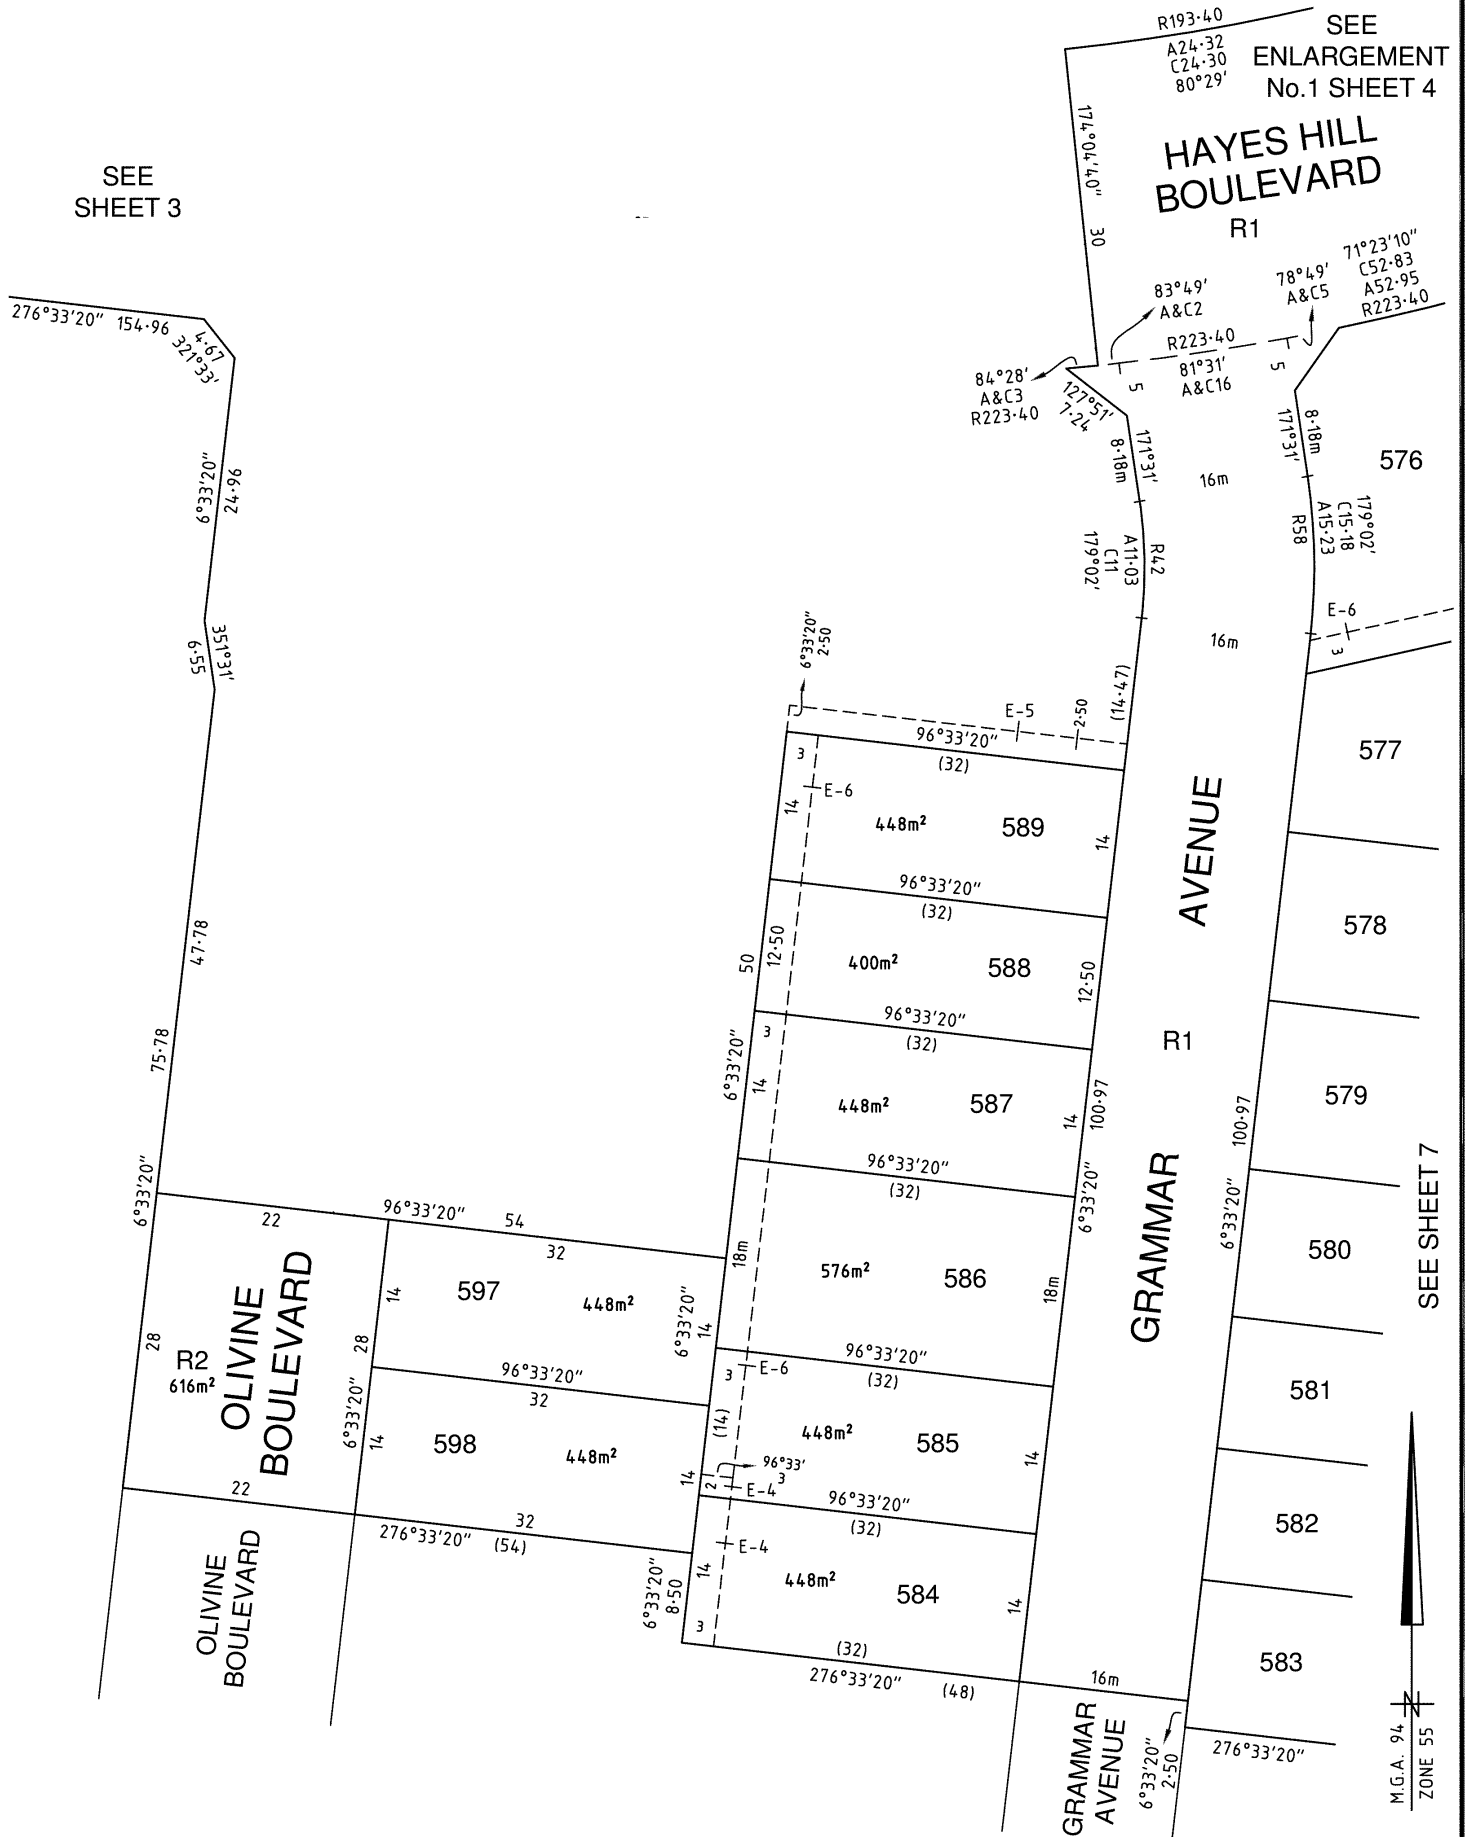 R193·40
A24·32
C24·30
80°29'
SEE
ENLARGEMENT
No.1 SHEET 4
174°04'40"
30
HAYES HILL
BOULEVARD
R1
SEE
SHEET 3
83°49'
A&C2
78°49'
A&C5
71°23'10"
C52·83
A52·95
R223·40
276°33'20"
154·96
4·67
321°33'
R223·40
81°31'
A&C16
5
5
84°28'
A&C3
R223·40
127°51'
7·24
171°31'
8·18m
8·18m
171°31'
16m
576
6°33'20"
24·96
R42
A11·03
C11
179°02'
R58
179°02'
C15·18
A15·23
351°31'
6·55
6°33'20"
2·50
16m
E-6
3
(14·47)
E-5
2·50
96°33'20"
(32)
3
E-6
14
448m²
589
14
577
AVENUE
96°33'20"
(32)
47·78
50
12·50
400m²
588
12·50
578
96°33'20"
(32)
3
R1
75·78
6°33'20"
14
448m²
587
14
100·97
100·97
579
96°33'20"
(32)
6°33'20"
6°33'20"
6°33'20"
GRAMMAR
SEE SHEET 7
22
96°33'20"
54
32
18m
576m²
586
18m
580
OLIVINE
BOULEVARD
R2
616m²
28
14
28
597
448m²
6°33'20"
14
96°33'20"
(32)
3
E-6
581
96°33'20"
32
6°33'20"
14
598
448m²
(14)
14
448m²
585
14
96°33'
3
2
E-4
96°33'20"
(32)
22
32
276°33'20"
(54)
582
E-4
OLIVINE
BOULEVARD
6°33'20"
8·50
14
448m²
584
14
3
(32)
276°33'20"
(48)
16m
583
GRAMMAR
AVENUE
6°33'20"
2·50
276°33'20"
N
M.G.A. 94
ZONE 55